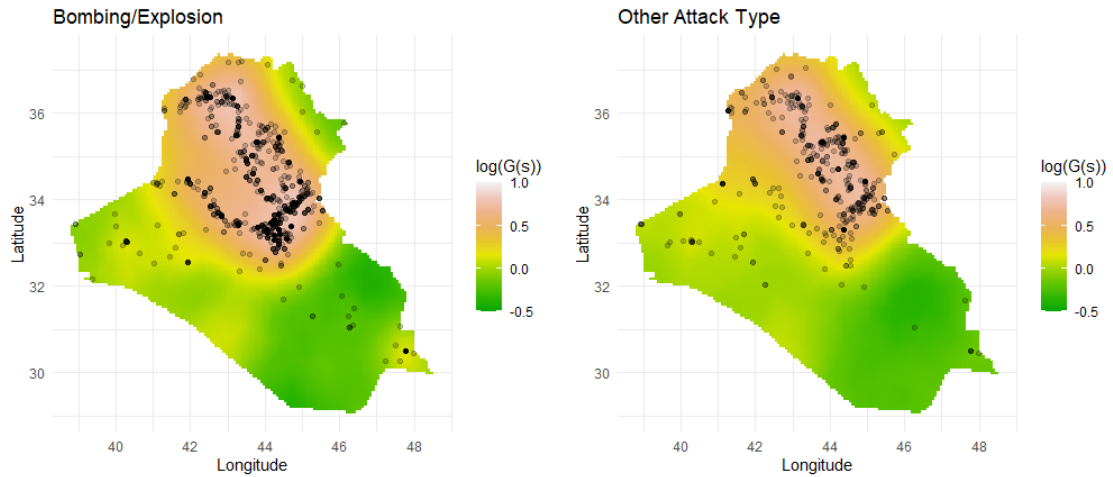 Bombing/Explosion
Latitude
36
34
32
30
40 42 44 46 48
Longitude
log(G(s))
1.0
0.5
0.0
-0.5
Other Attack Type
Latitude
36
34
32
30
40 42 44 46 48
Longitude
log(G(s))
1.0
0.5
0.0
-0.5